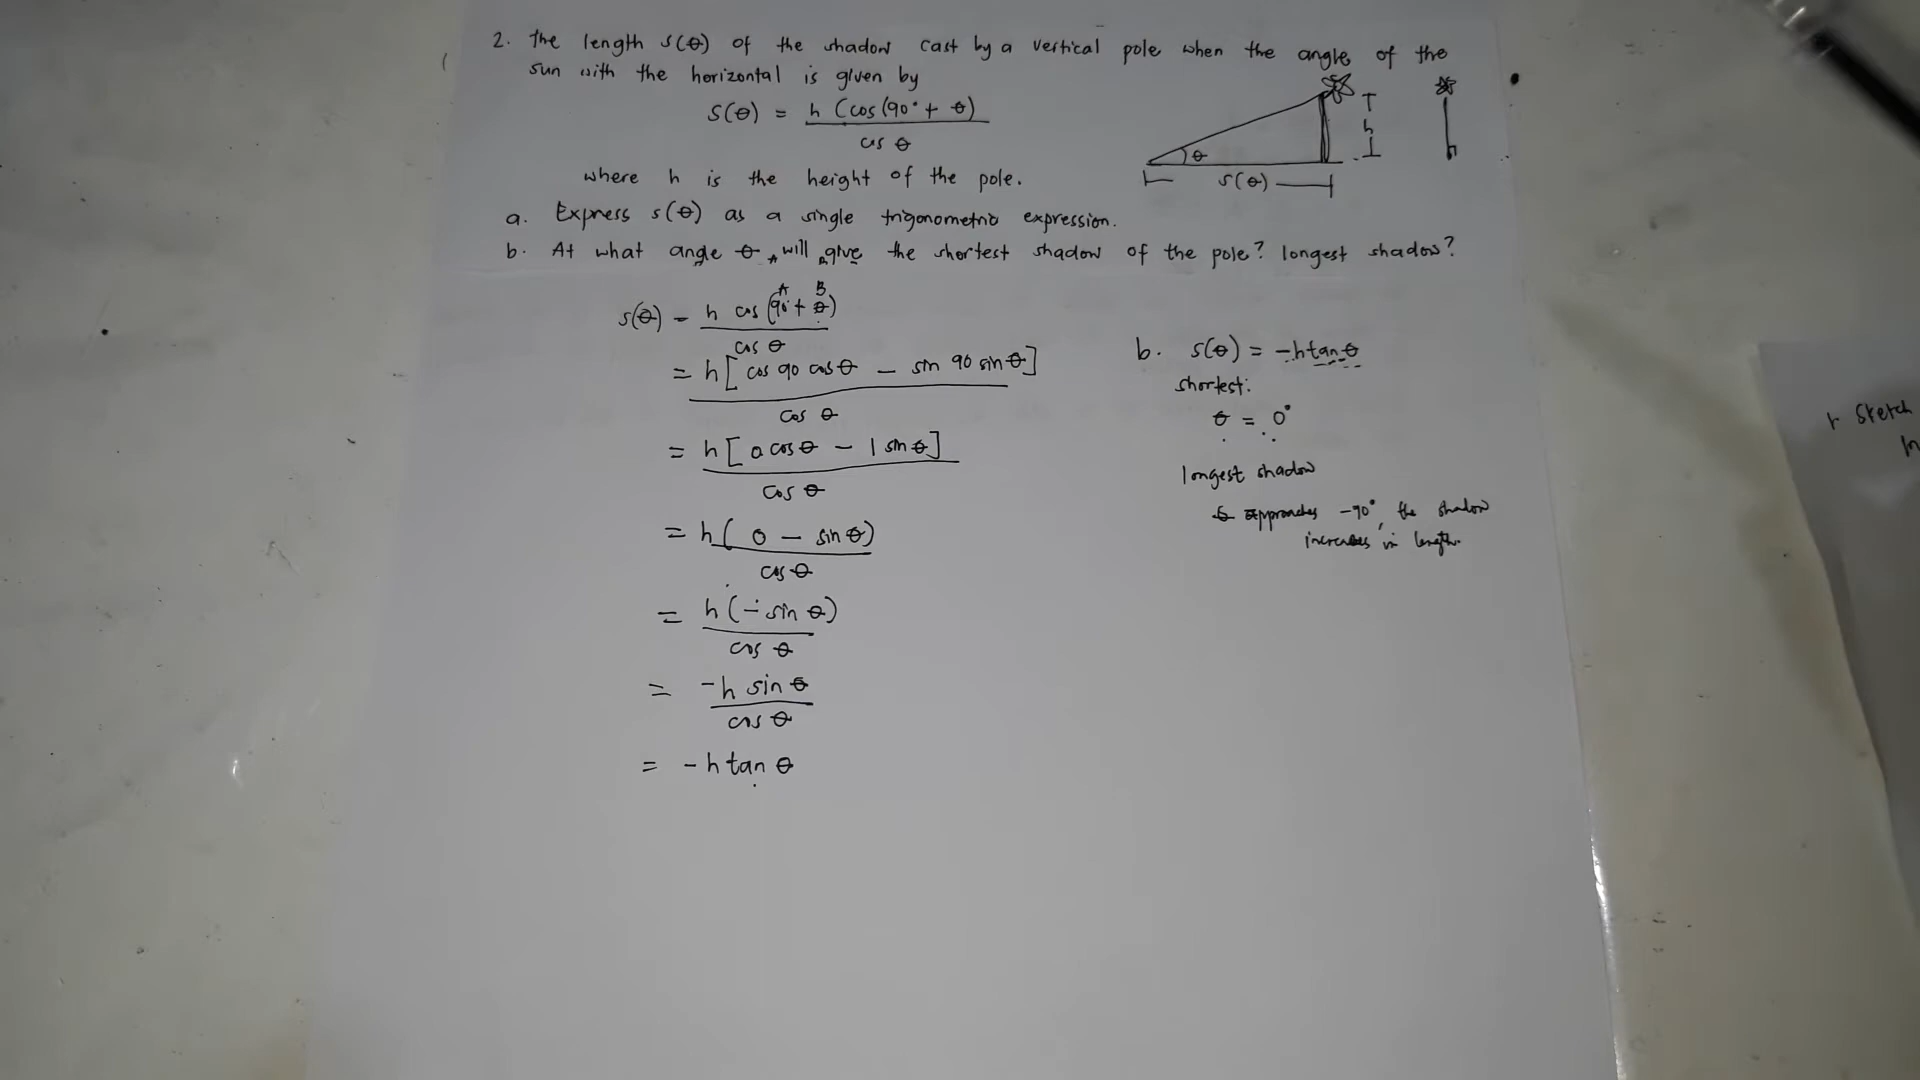 2. The length s(θ) of the shadow cast by a vertical pole when the angle of the
sun with the horizontal is given by
S(θ) = h (cos (90° + θ)
cos θ
where h is the height of the pole.
θ
h
s(θ)
a. Express s(θ) as a single trigonometric expression.
b. At what angle θ will give the shortest shadow of the pole? longest shadow?
A B
s(θ) = h cos (90° + θ)
cos θ
= h [cos 90 cos θ – sin 90 sin θ]
cos θ
= h [0 cos θ – 1 sin θ]
cos θ
= h ( 0 – sin θ)
cos θ
= h (– sin θ)
cos θ
= -h sin θ
cos θ
= -h tan θ
b. s(θ) = -h tan θ
shortest:
θ = 0°
longest shadow
θ approaches -90°, the shadow
increases in length.
sketch